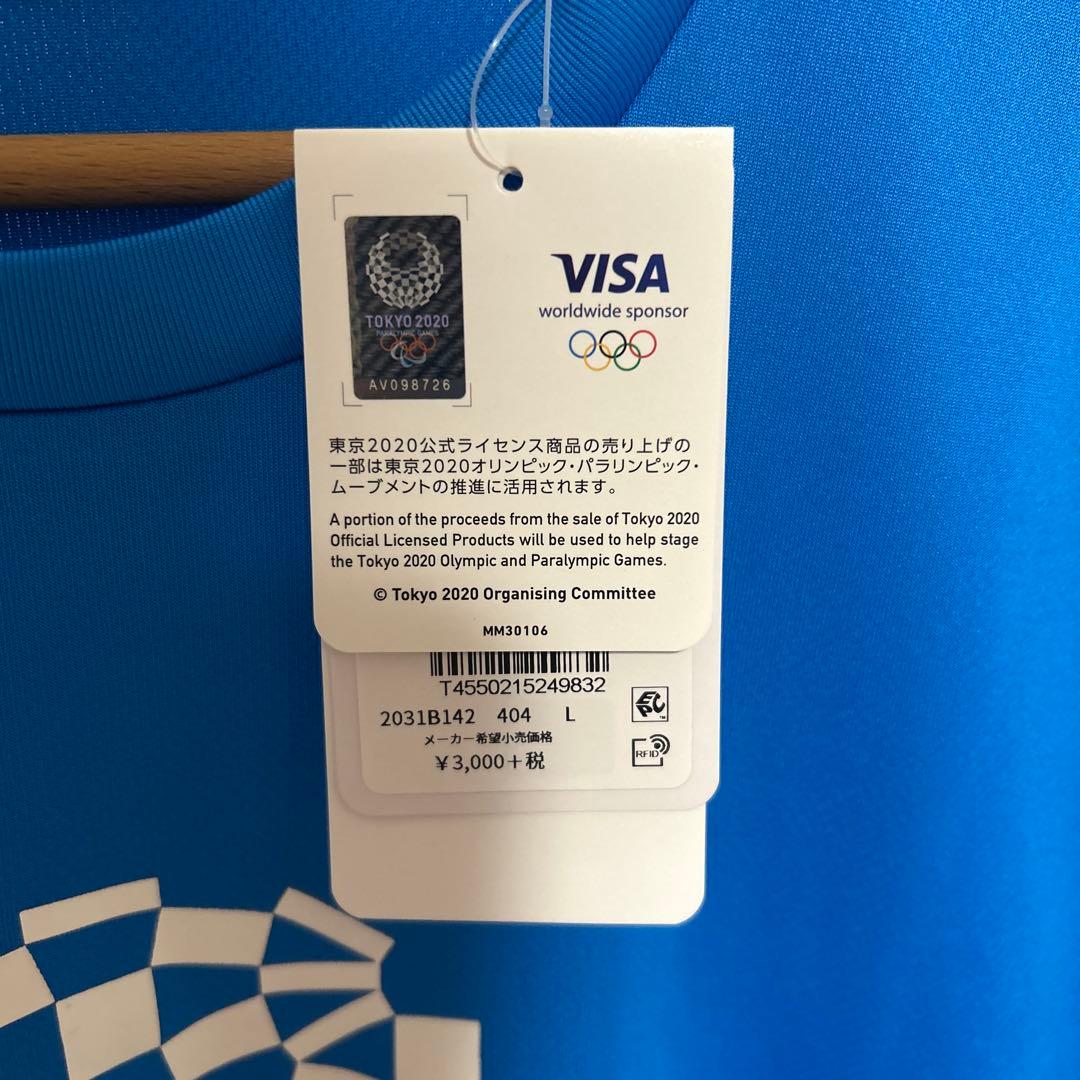 TOKYO 2020
PARALYMPIC GAMES
AV098726
VISA
worldwide sponsor
東京2020公式ライセンス商品の売り上げの
一部は東京2020オリンピック・パラリンピック・
ムーブメントの推進に活用されます。
A portion of the proceeds from the sale of Tokyo 2020
Official Licensed Products will be used to help stage
the Tokyo 2020 Olympic and Paralympic Games.
© Tokyo 2020 Organising Committee
MM30106
T4550215249832
2031B142 404 L
メーカー希望小売価格
¥3,000+税
EPC
RFID